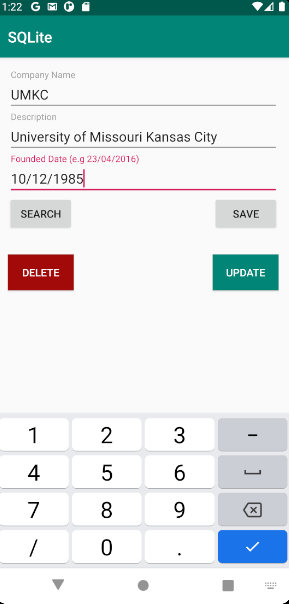 1:22
SQLite
Company Name
UMKC
Description
University of Missouri Kansas City
Founded Date (e.g 23/04/2016)
10/12/1985
SEARCH SAVE
DELETE UPDATE
1 2 3 –
4 5 6
7 8 9
/ 0 .